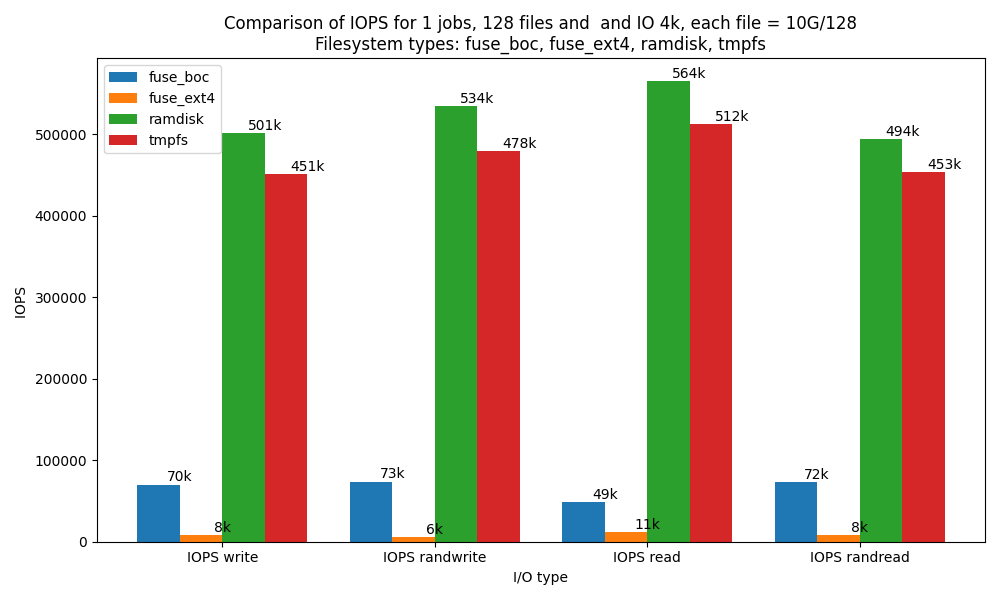 Comparison of IOPS for 1 jobs, 128 files and  and IO 4k, each file = 10G/128
Filesystem types: fuse_boc, fuse_ext4, ramdisk, tmpfs
fuse_boc
fuse_ext4
ramdisk
tmpfs
IOPS
500000
400000
300000
200000
100000
0
70k
8k
501k
451k
73k
6k
534k
478k
49k
11k
564k
512k
72k
8k
494k
453k
IOPS write
IOPS randwrite
IOPS read
IOPS randread
I/O type